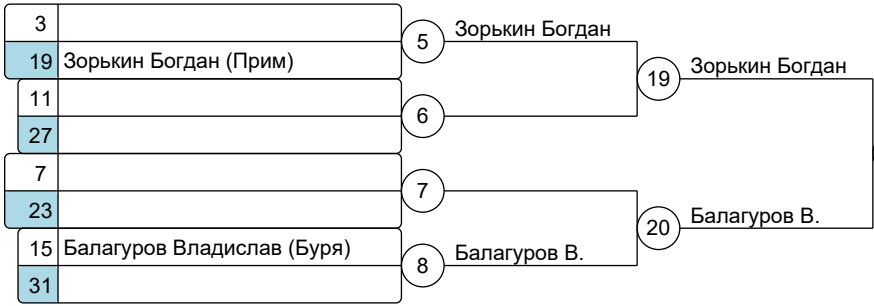 3
5 Зорькин Богдан
19 Зорькин Богдан (Прим)
19 Зорькин Богдан
11
6
27
7
7
23
20 Балагуров В.
15 Балагуров Владислав (Буря)
8 Балагуров В.
31